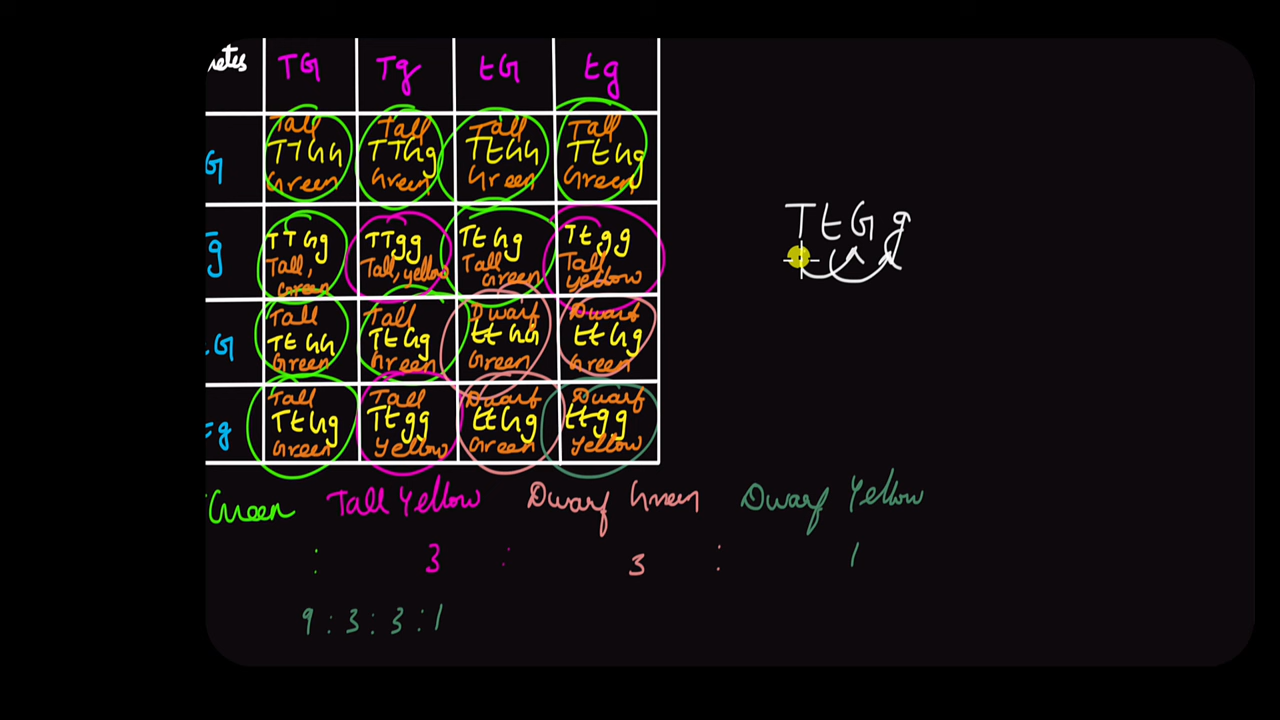 TG Tg tG tg
Tall Tall Tall Tall
G TTGG TTGg TtGG TtGg
Green Green Green Green
g TTGg TTgg TtGg Ttgg
Tall, Tall, yellow Tall Tall
Green Green yellow
Tall Tall Dwarf Dwarf
tG TtGG TtGg ttGG ttGg
Green Green Green Green
Tall Tall Dwarf Dwarf
tg TtGg Ttgg ttGg ttgg
Green Yellow Green Yellow
TtGg
Green Tall Yellow Dwarf Green Dwarf Yellow
: 3 : 3 : 1
9 : 3 : 3 : 1